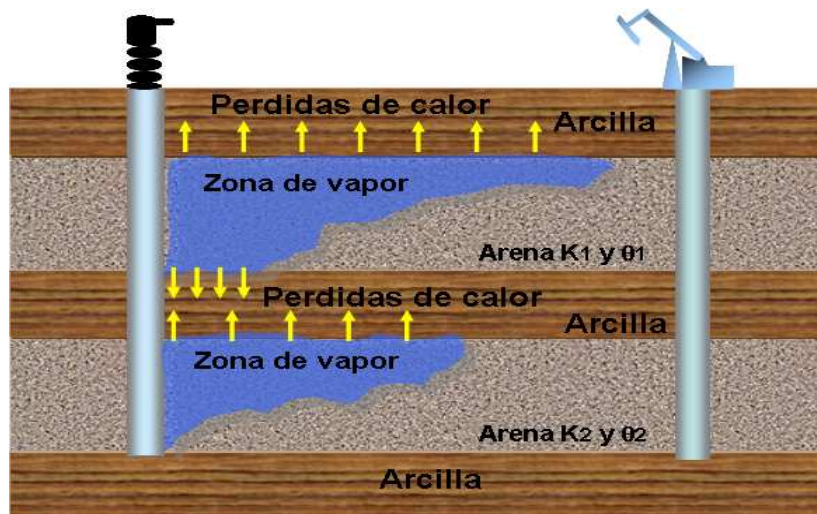 Perdidas de calor
Arcilla
Zona de vapor
Arena K1 y θ1
Perdidas de calor
Arcilla
Zona de vapor
Arena K2 y θ2
Arcilla